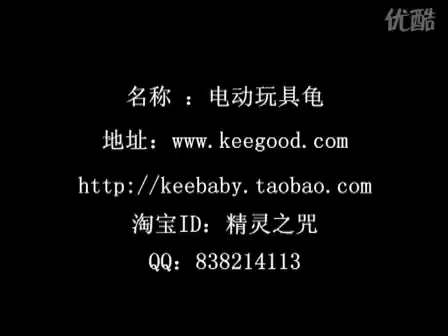 优酷
名称 ：电动玩具龟
地址：www.keegood.com
http://keebaby.taobao.com
淘宝ID：精灵之咒
QQ：838214113